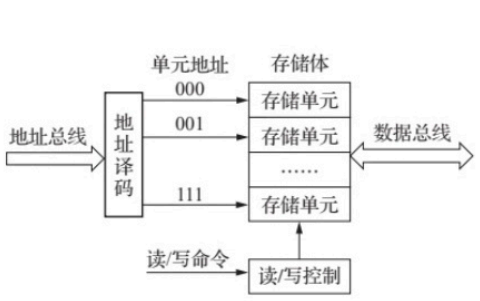 单元地址
存储体
000
存储单元
地址总线
地址译码
001
存储单元
数据总线
……
111
存储单元
读/写命令
读/写控制